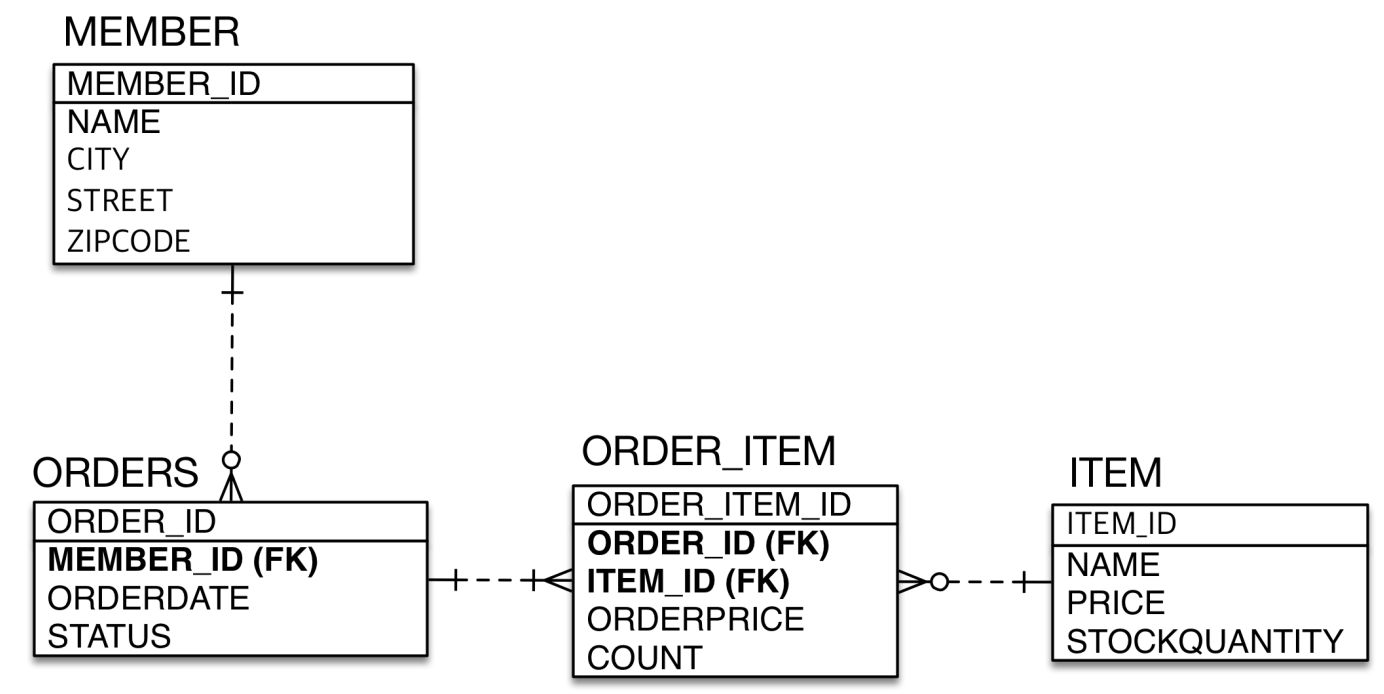 MEMBER
MEMBER_ID
NAME
CITY
STREET
ZIPCODE
ORDERS
ORDER_ID
MEMBER_ID (FK)
ORDERDATE
STATUS
ORDER_ITEM
ORDER_ITEM_ID
ORDER_ID (FK)
ITEM_ID (FK)
ORDERPRICE
COUNT
ITEM
ITEM_ID
NAME
PRICE
STOCKQUANTITY